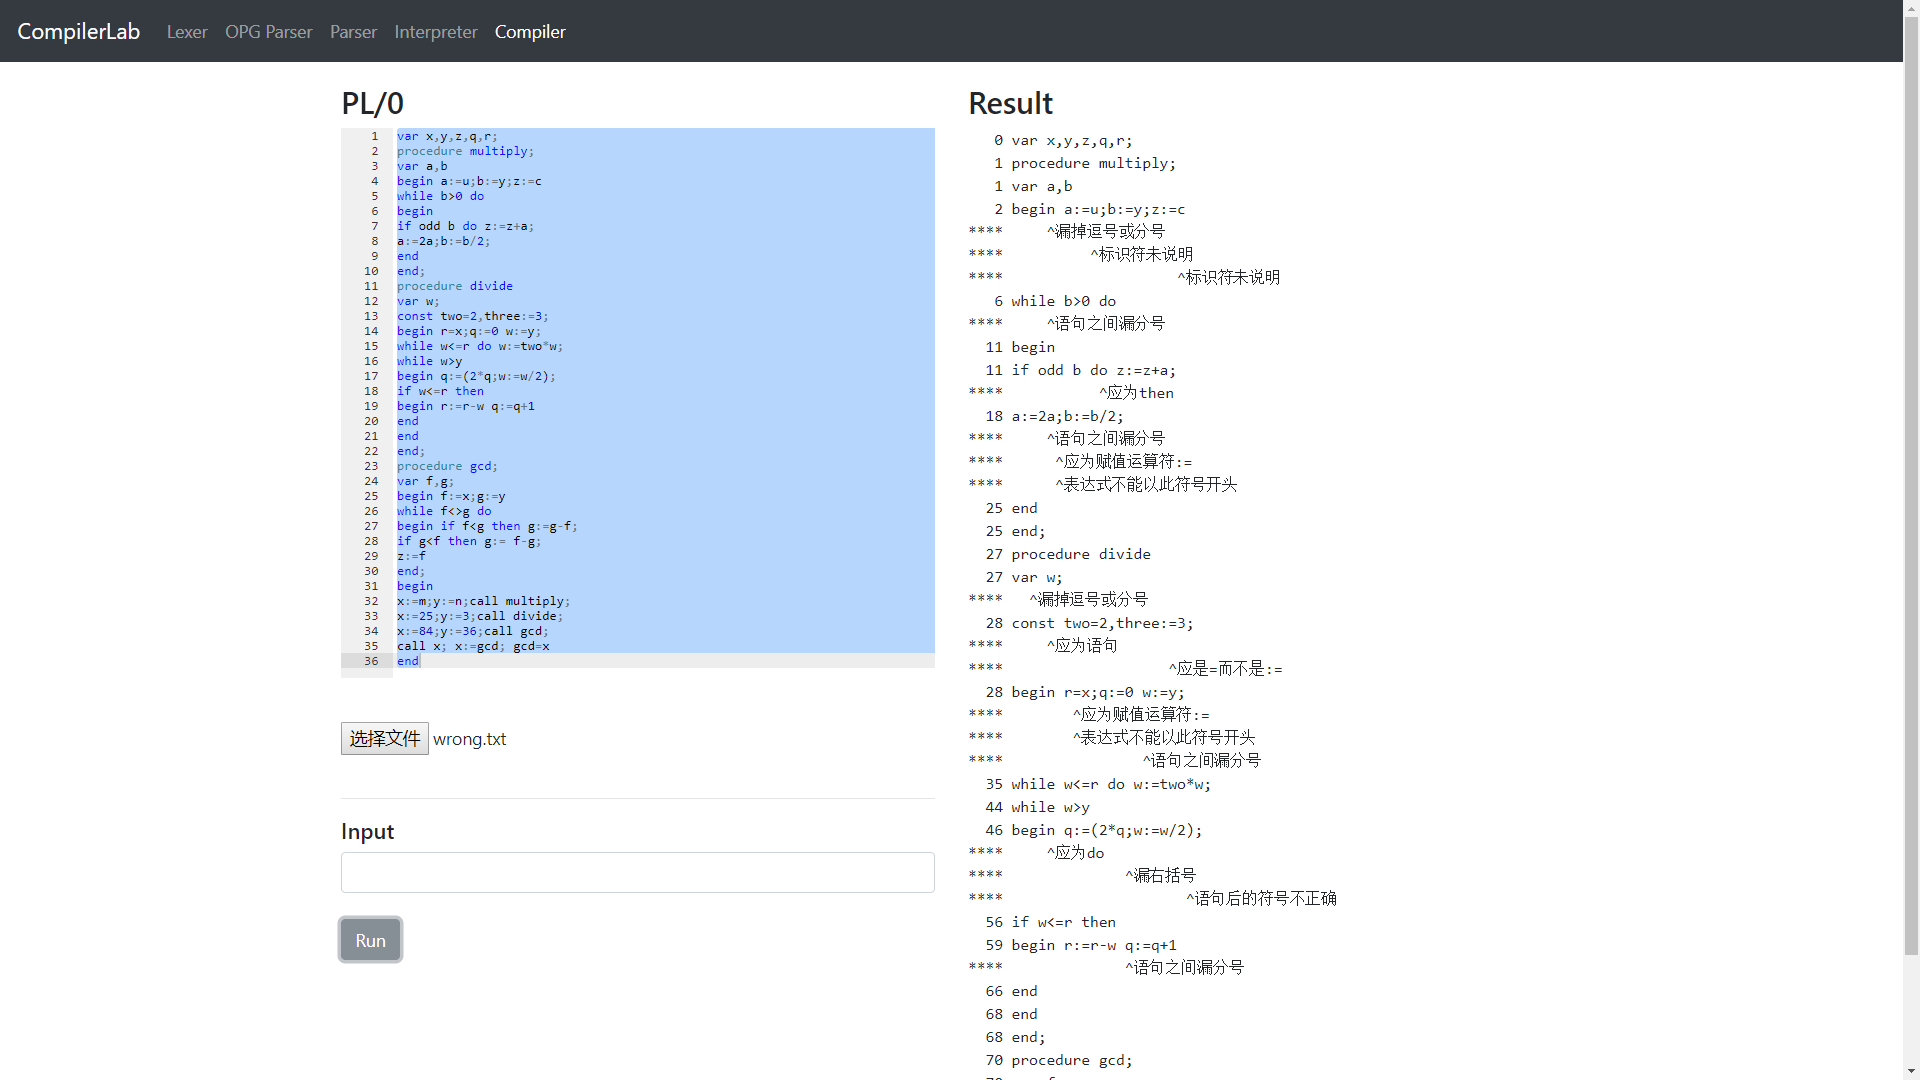 CompilerLab Lexer OPG Parser Parser Interpreter Compiler
PL/0
1 var x,y,z,q,r;
2 procedure multiply;
3 var a,b
4 begin a:=u;b:=y;z:=c
5 while b>0 do
6 begin
7 if odd b do z:=z+a;
8 a:=2a;b:=b/2;
9 end
10 end;
11 procedure divide
12 var w;
13 const two=2,three:=3;
14 begin r=x;q:=0 w:=y;
15 while w<=r do w:=two*w;
16 while w>y
17 begin q:=(2*q;w:=w/2);
18 if w<=r then
19 begin r:=r-w q:=q+1
20 end
21 end
22 end;
23 procedure gcd;
24 var f,g;
25 begin f:=x;g:=y
26 while f<>g do
27 begin if f<g then g:=g-f;
28 if g<f then g:= f-g;
29 z:=f
30 end;
31 begin
32 x:=m;y:=n;call multiply;
33 x:=25;y:=3;call divide;
34 x:=84;y:=36;call gcd;
35 call x; x:=gcd; gcd=x
36 end
选择文件 wrong.txt
Input
Run
Result
0 var x,y,z,q,r;
1 procedure multiply;
1 var a,b
2 begin a:=u;b:=y;z:=c
**** ^漏掉逗号或分号
**** ^标识符未说明
**** ^标识符未说明
6 while b>0 do
**** ^语句之间漏分号
11 begin
11 if odd b do z:=z+a;
**** ^应为then
18 a:=2a;b:=b/2;
**** ^语句之间漏分号
**** ^应为赋值运算符:=
**** ^表达式不能以此符号开头
25 end
25 end;
27 procedure divide
27 var w;
**** ^漏掉逗号或分号
28 const two=2,three:=3;
**** ^应为语句
**** ^应是=而不是:=
28 begin r=x;q:=0 w:=y;
**** ^应为赋值运算符:=
**** ^表达式不能以此符号开头
**** ^语句之间漏分号
35 while w<=r do w:=two*w;
44 while w>y
46 begin q:=(2*q;w:=w/2);
**** ^应为do
**** ^漏右括号
**** ^语句后的符号不正确
56 if w<=r then
59 begin r:=r-w q:=q+1
**** ^语句之间漏分号
66 end
68 end
68 end;
70 procedure gcd;